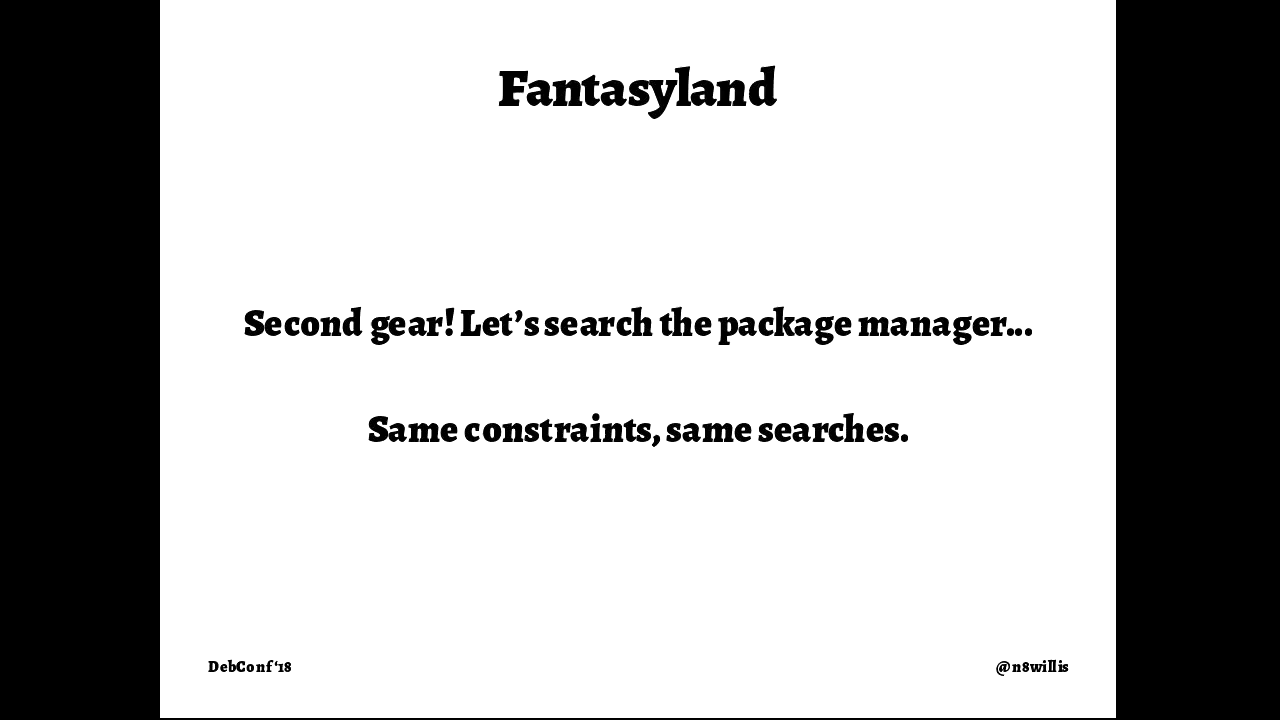 Fantasyland
Second gear! Let’s search the package manager...
Same constraints, same searches.
DebConf ‘18
@n8willis